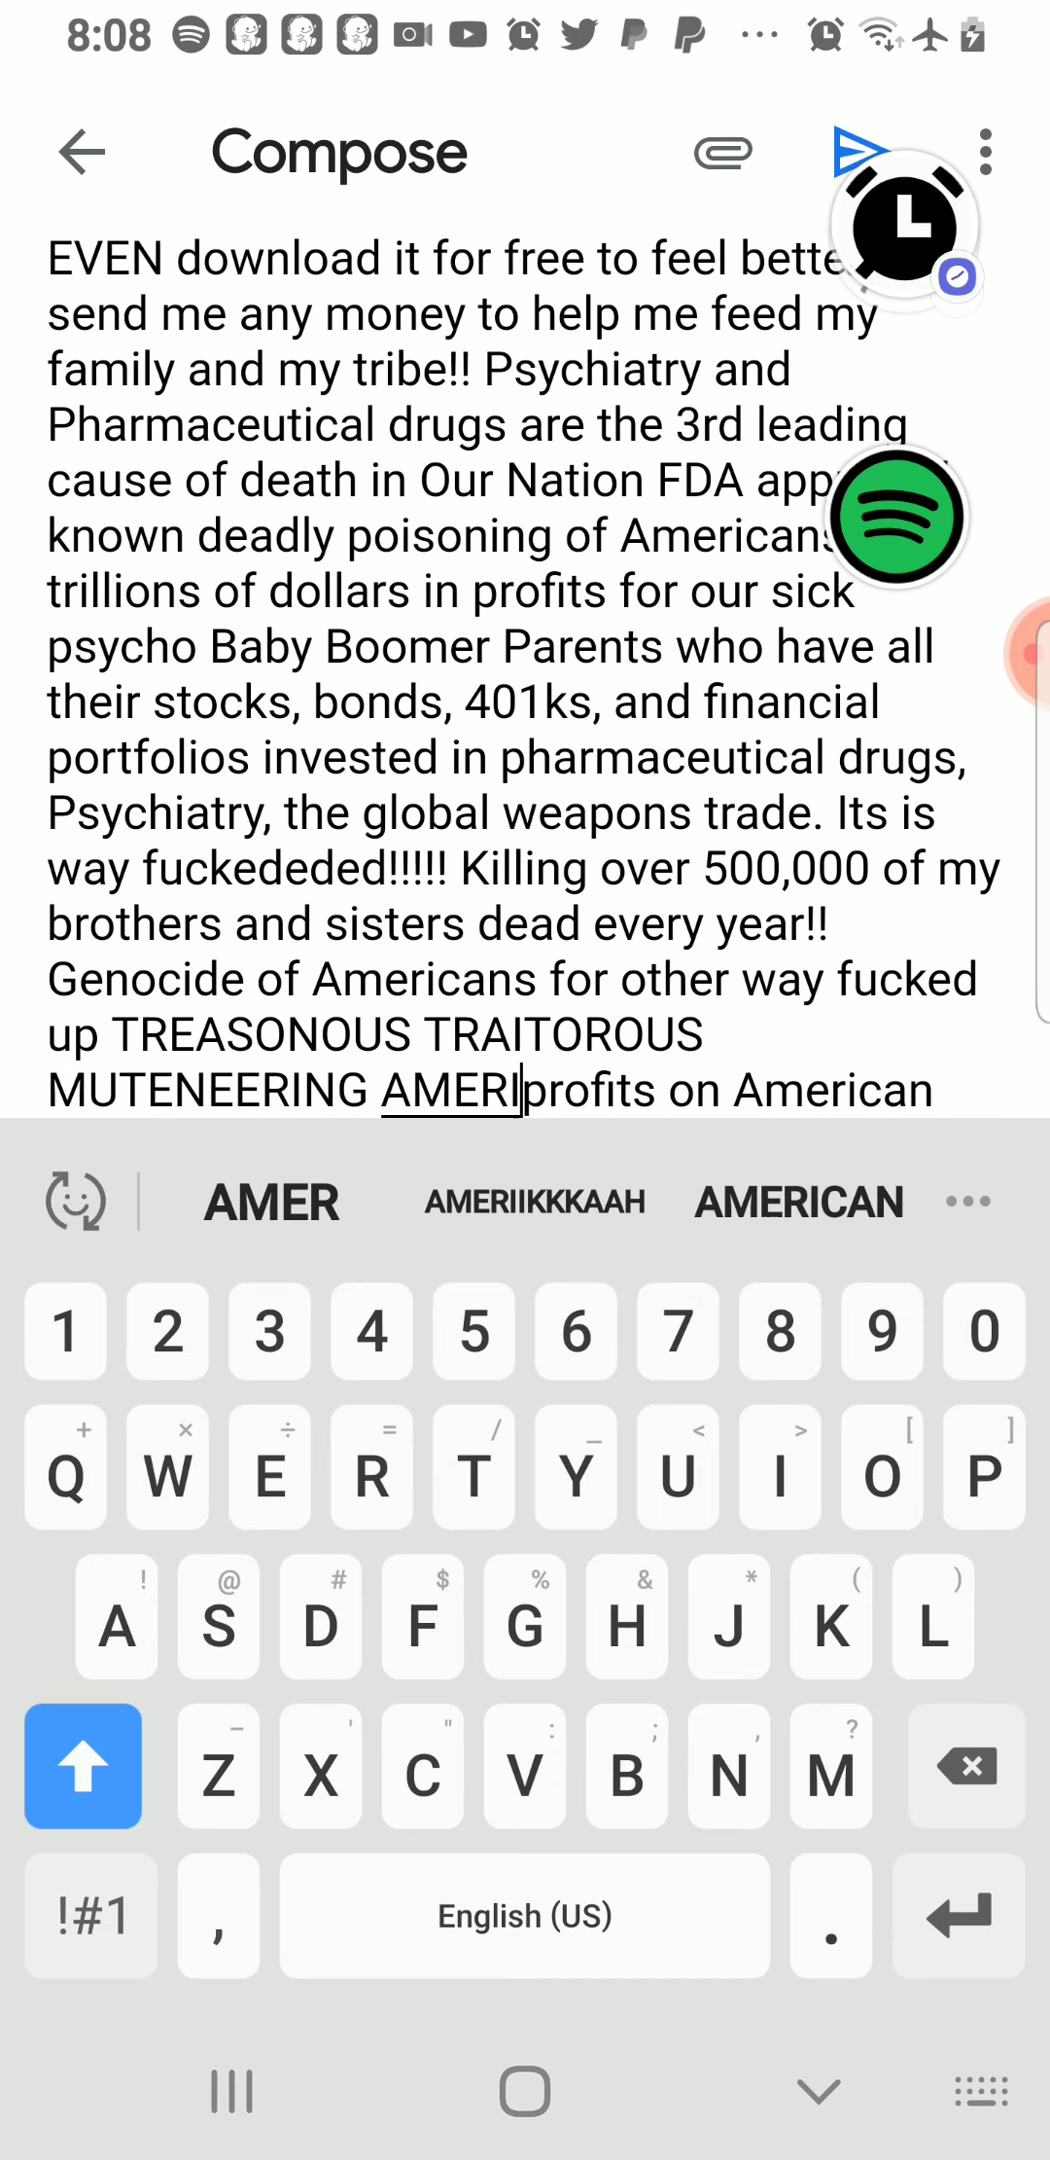 8:08
Compose
EVEN download it for free to feel bette
send me any money to help me feed my
family and my tribe!! Psychiatry and
Pharmaceutical drugs are the 3rd leading
cause of death in Our Nation FDA app
known deadly poisoning of Americans
trillions of dollars in profits for our sick
psycho Baby Boomer Parents who have all
their stocks, bonds, 401ks, and financial
portfolios invested in pharmaceutical drugs,
Psychiatry, the global weapons trade. Its is
way fuckededed!!!!! Killing over 500,000 of my
brothers and sisters dead every year!!
Genocide of Americans for other way fucked
up TREASONOUS TRAITOROUS
MUTENEERING AMERIprofits on American
AMER AMERIIKKKAAH AMERICAN
1 2 3 4 5 6 7 8 9 0
+ × ÷ = / _ < > [ ]
Q W E R T Y U I O P
! @ # $ % & * ( )
A S D F G H J K L
- ' " : ; , ?
Z X C V B N M
!#1 , English (US) .